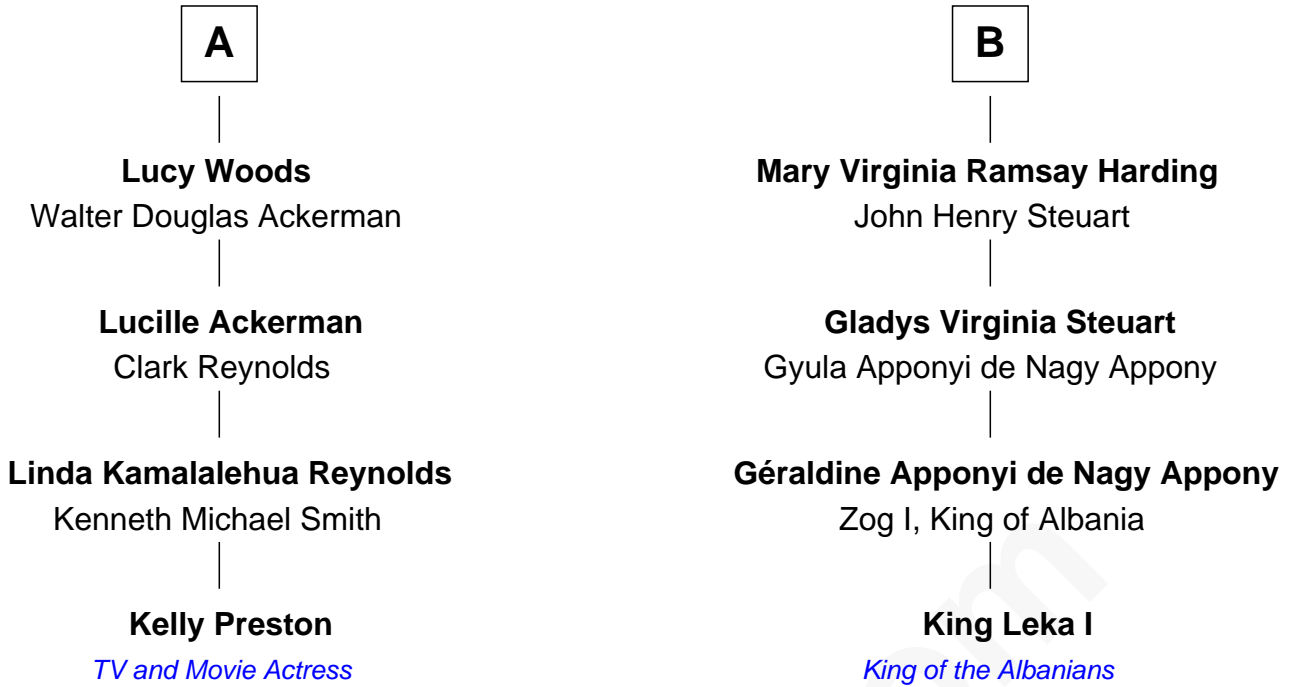 A
Lucy Woods
Walter Douglas Ackerman
Lucille Ackerman
Clark Reynolds
Linda Kamalalehua Reynolds
Kenneth Michael Smith
Kelly Preston
TV and Movie Actress
B
Mary Virginia Ramsay Harding
John Henry Steuart
Gladys Virginia Steuart
Gyula Apponyi de Nagy Appony
Géraldine Apponyi de Nagy Appony
Zog I, King of Albania
King Leka I
King of the Albanians